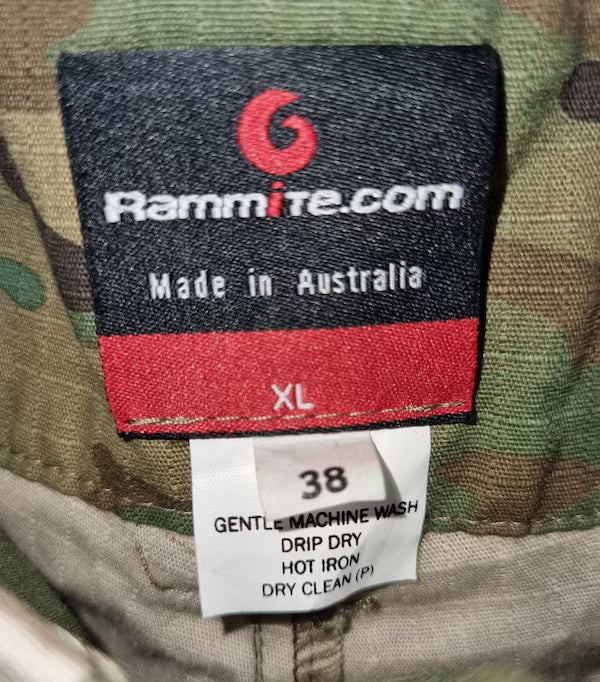 Rammite.com
Made in Australia
XL
38
GENTLE MACHINE WASH
DRIP DRY
HOT IRON
DRY CLEAN (P)